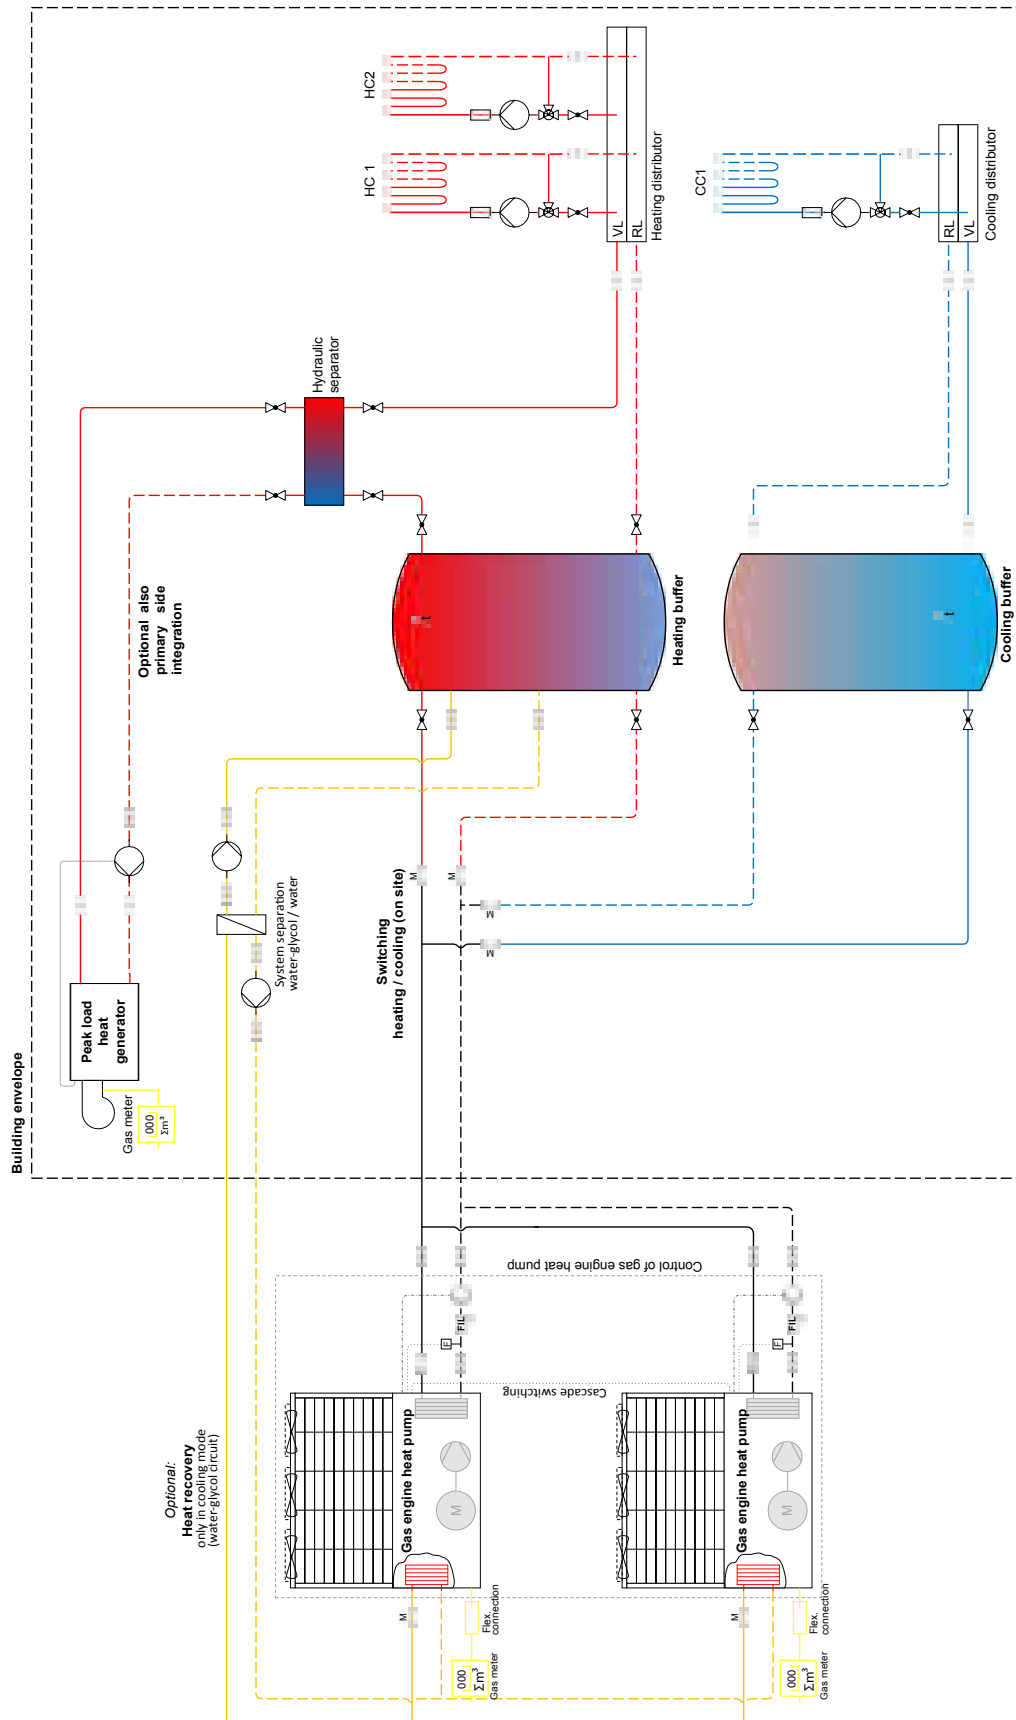 Building envelope
Peak load
heat
generator
Gas meter
000
Σm³
Optional also
primary side
integration
Hydraulic
separator
HC2
HC 1
VL
RL
Heating distributor
CC1
RL
VL
Cooling distributor
t
Heating buffer
t
Cooling buffer
System separation
water-glycol / water
Switching
heating / cooling (on site)
M
M
M
M
Optional:
Heat recovery
only in cooling mode
(water-glycol circuit)
Control of gas engine heat pump
Cascade switching
Gas engine heat pump
M
F
FIL
M
Flex.
connection
000
Σm³
Gas meter
Gas engine heat pump
M
F
FIL
M
Flex.
connection
000
Σm³
Gas meter